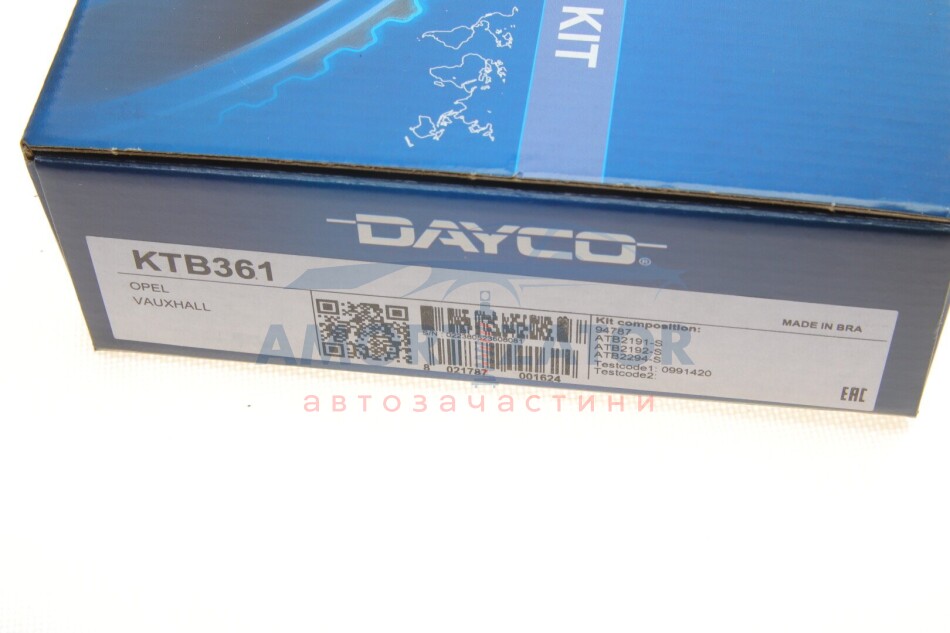 KIT
DAYCO®
KTB361
OPEL
VAUXHALL
Kit composition:
94787
ATB2191-S
ATB2192-S
ATB2294-S
Testcode1: 0991420
Testcode2:
MADE IN BRA
8 021787 001624
EAC
автозачастини